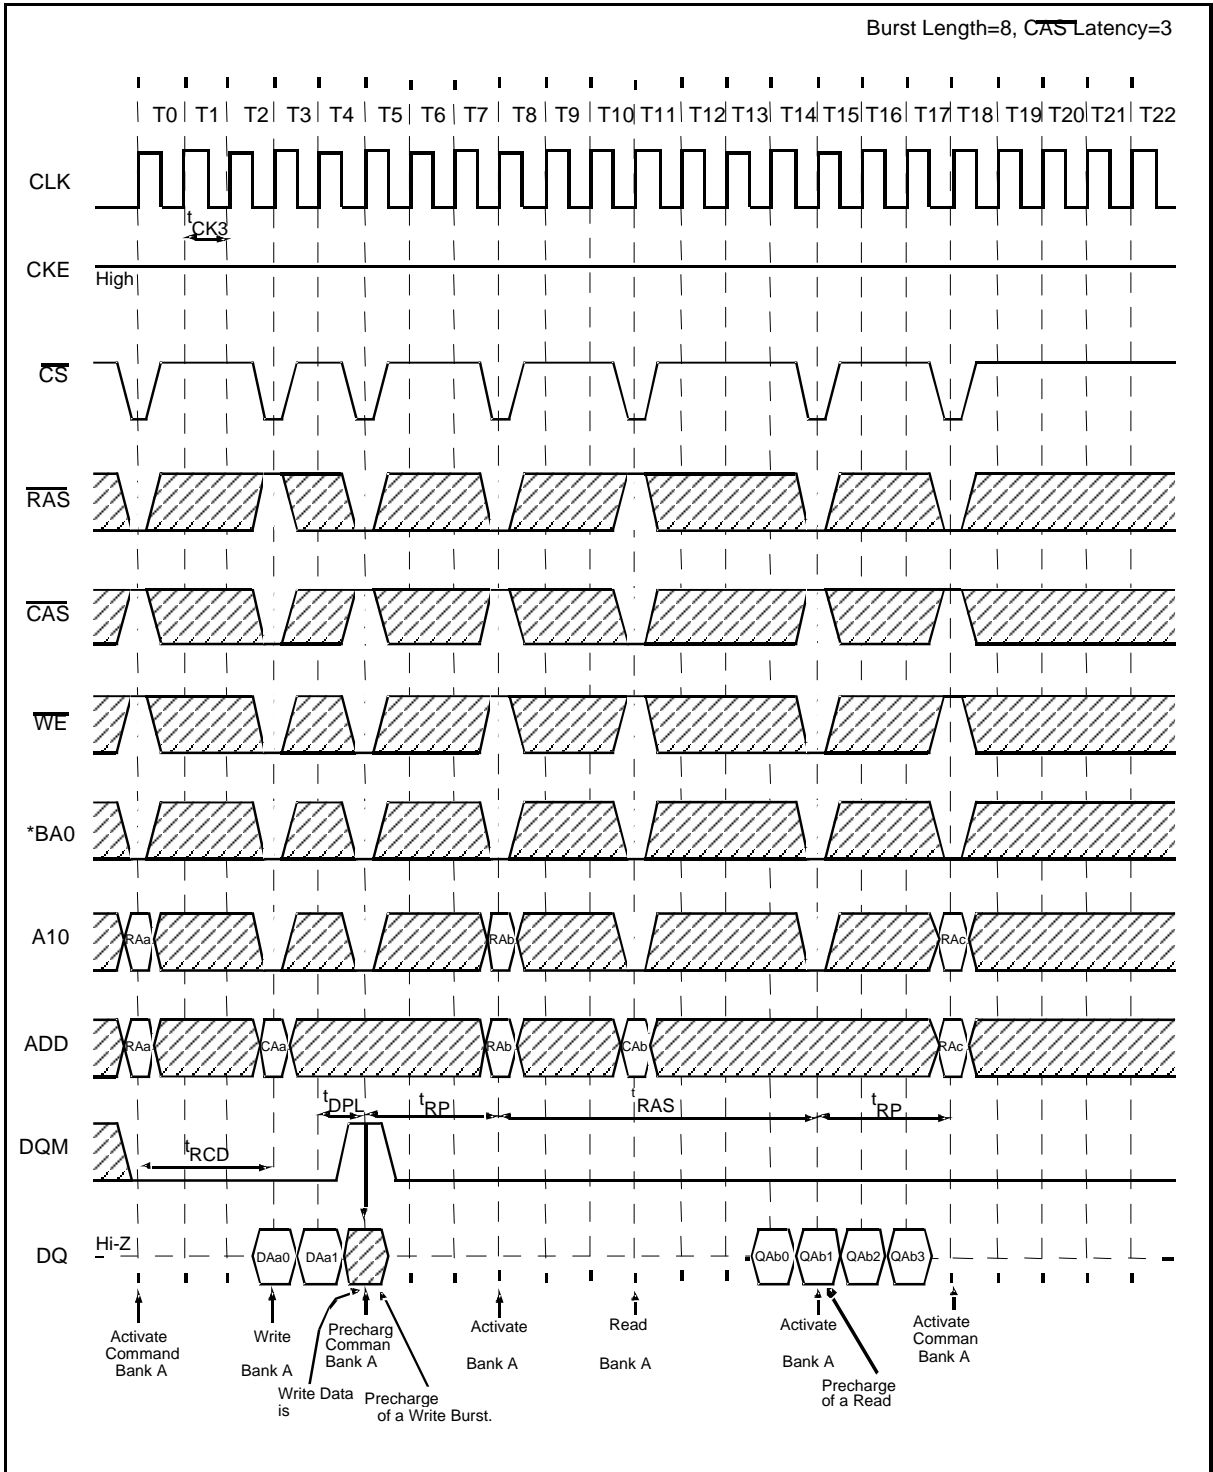 Burst Length=8, CAS Latency=3
T0 T1 T2 T3 T4 T5 T6 T7 T8 T9 T10 T11 T12 T13 T14 T15 T16 T17 T18 T19 T20 T21 T22
CLK
tCK3
CKE
High
CS
RAS
CAS
WE
*BA0
A10
RAa RAb RAc
ADD
RAa CAa RAb CAb RAc
tDPL tRP tRAS tRP
DQM
tRCD
DQ
Hi-Z
DAa0 DAa1 QAb0 QAb1 QAb2 QAb3
Activate
Command
Bank A
Write
Bank A
Write Data
is
Precharg
Comman
Bank A
Precharge
of a Write Burst.
Activate
Bank A
Read
Bank A
Activate
Bank A
Precharge
of a Read
Activate
Comman
Bank A